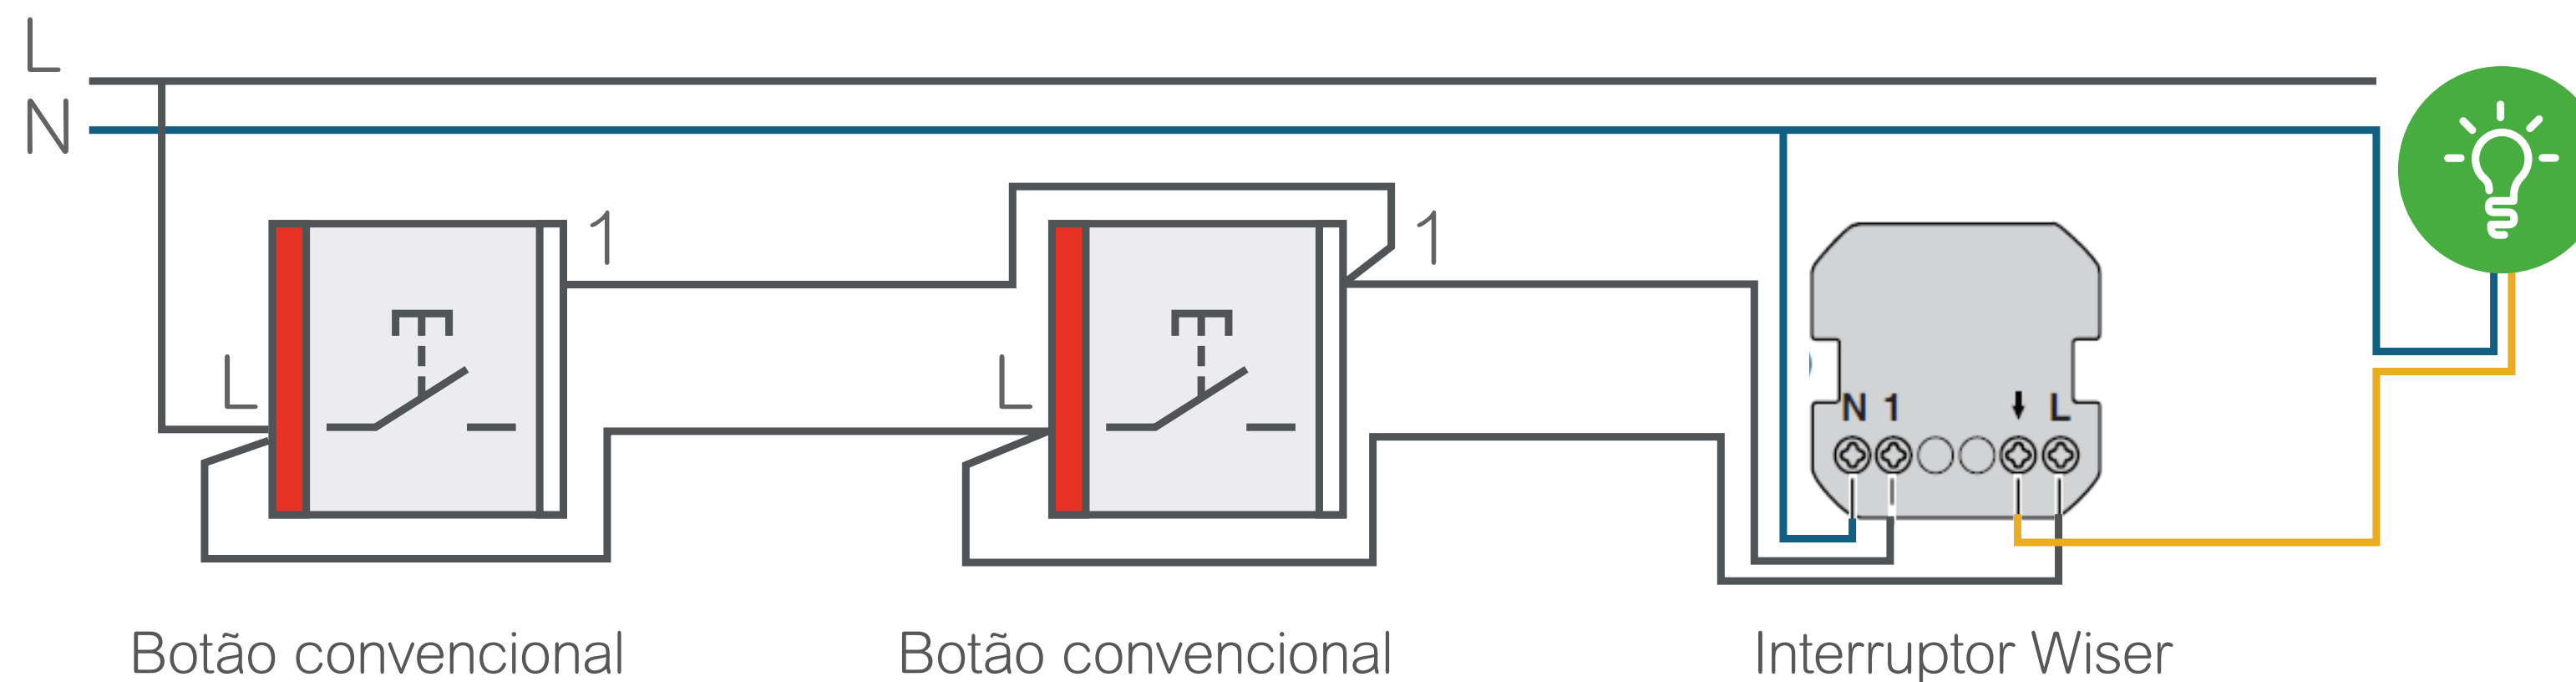 L
N
1
1
L
L
N 1 L
Botão convencional
Botão convencional
Interruptor Wiser